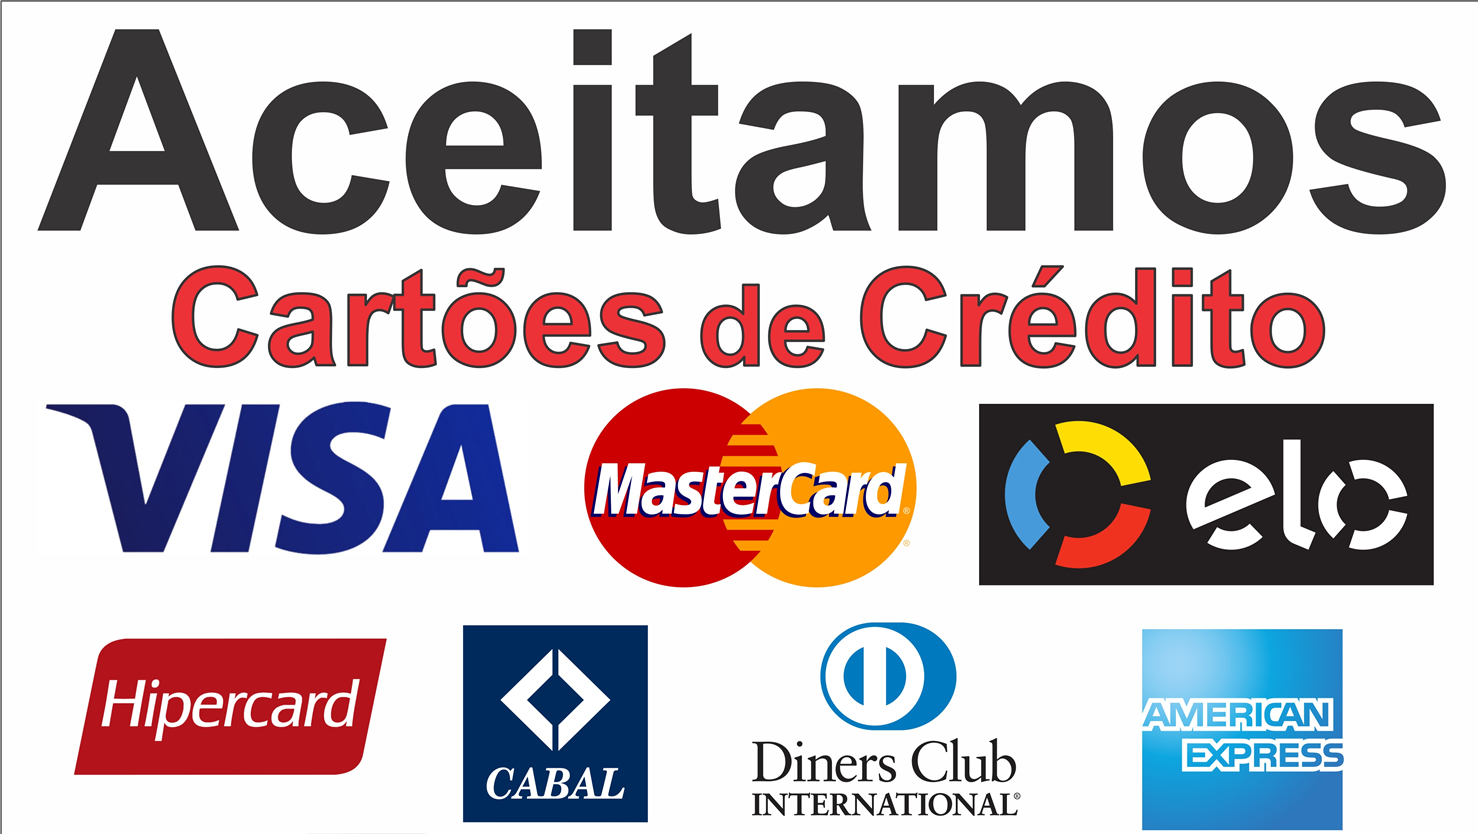 Aceitamos
Cartões de Crédito
VISA MasterCard elo
Hipercard CABAL Diners Club INTERNATIONAL® AMERICAN EXPRESS